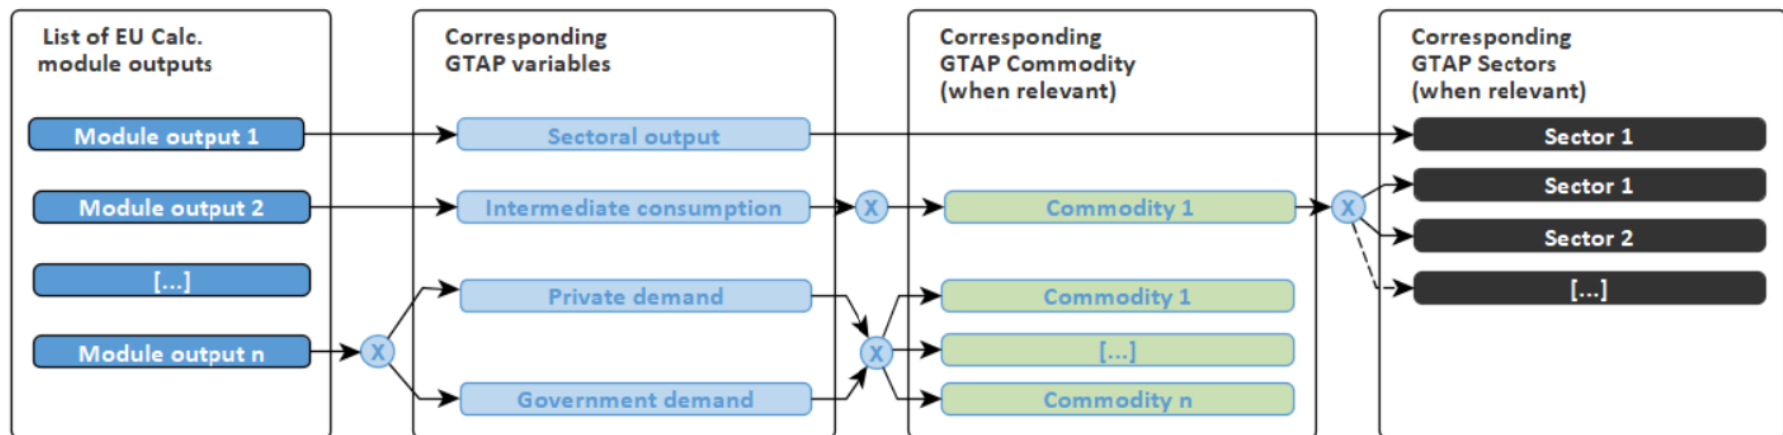 List of EU Calc.
module outputs
Corresponding
GTAP variables
Corresponding
GTAP Commodity
(when relevant)
Corresponding
GTAP Sectors
(when relevant)
Module output 1
Sectoral output
Sector 1
Module output 2
Intermediate consumption
X
Commodity 1
X
Sector 1
Sector 2
[...]
Private demand
Commodity 1
[...]
Module output n
X
X
[...]
Government demand
Commodity n